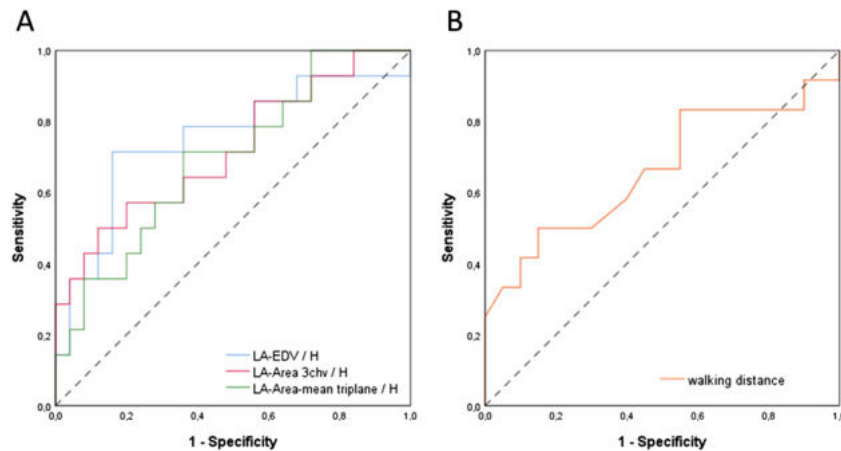 A
1,0
0,8
0,6
0,4
0,2
0,0
Sensitivity
LA-EDV / H
LA-Area 3chv / H
LA-Area-mean triplane / H
0,0 0,2 0,4 0,6 0,8 1,0
1 - Specificity
B
1,0
0,8
0,6
0,4
0,2
0,0
Sensitivity
walking distance
0,0 0,2 0,4 0,6 0,8 1,0
1 - Specificity